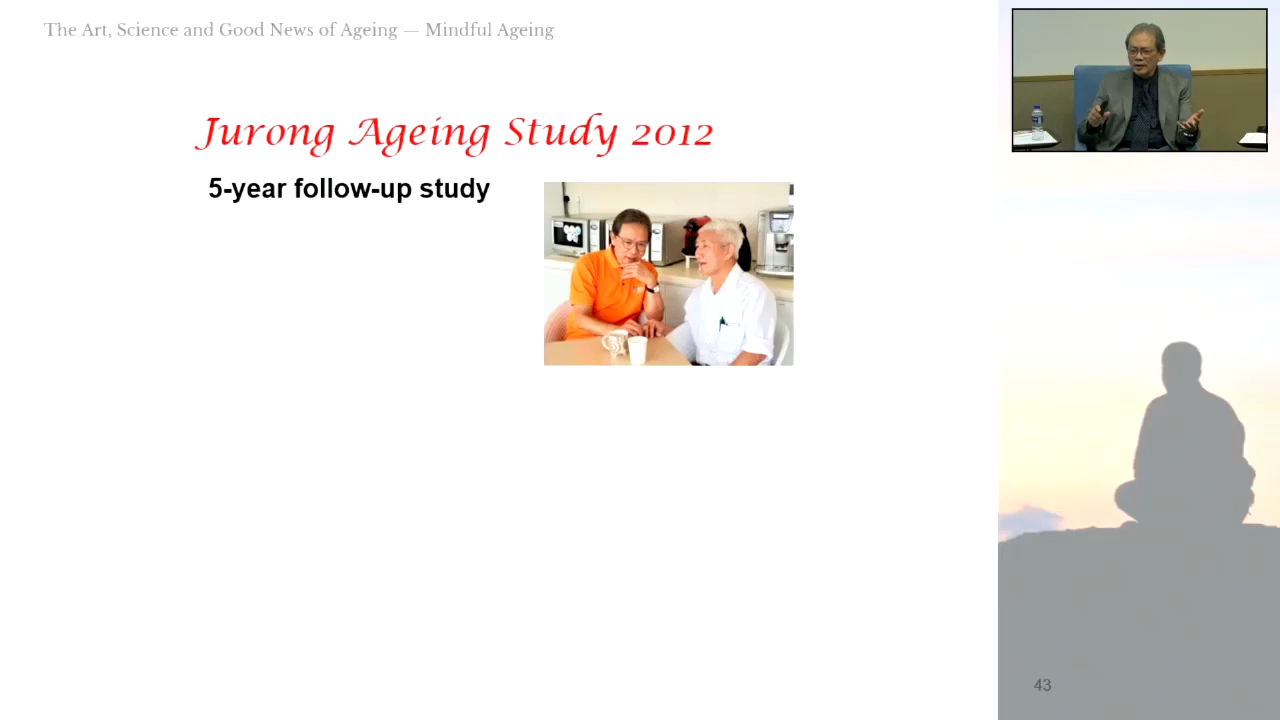 The Art, Science and Good News of Ageing — Mindful Ageing
Jurong Ageing Study 2012
5-year follow-up study
43